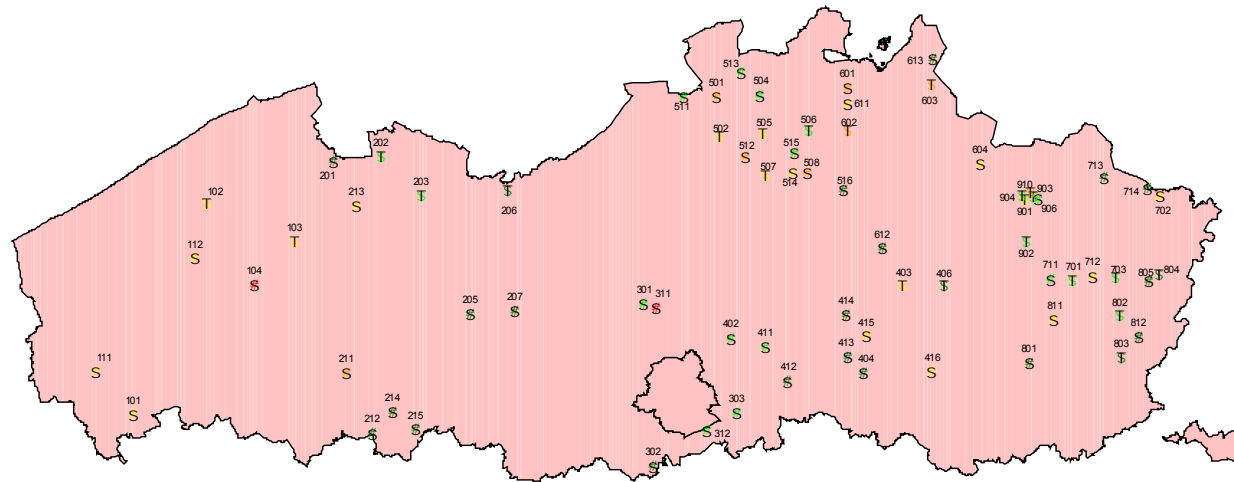 513
613
S
S
601
504
S
T
501
S
S
S
511
S
603
611
S
506
505
T
602
T
502
T
T
202
515
512
T
S
S
604
S
S
201
507
514
S
S
508
713
T
S
S
516
S
714
S
S
702
203
T
206
T
910
903
904
T
T
T
S
906
901
102
T
213
S
103
T
902
T
612
S
112
S
104
S
403
T
406
T
711
S
701
T
712
S
703
T
805
S
804
T
301
S
311
S
205
S
207
S
414
S
811
S
802
T
402
S
411
S
415
S
812
S
413
S
404
S
801
S
803
T
111
S
211
S
416
S
412
S
101
S
214
S
303
S
212
S
215
S
S
312
302
S